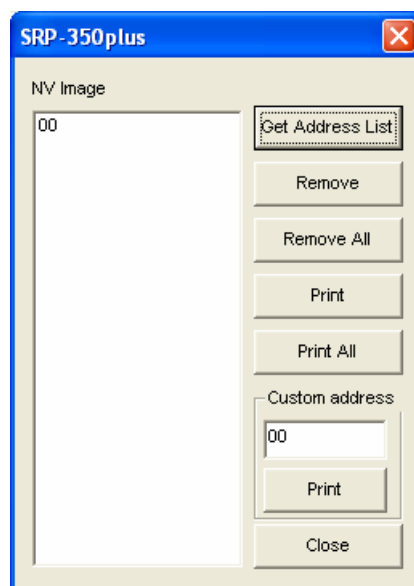 SRP-350plus
NV Image
00
Get Address List
Remove
Remove All
Print
Print All
Custom address
00
Print
Close